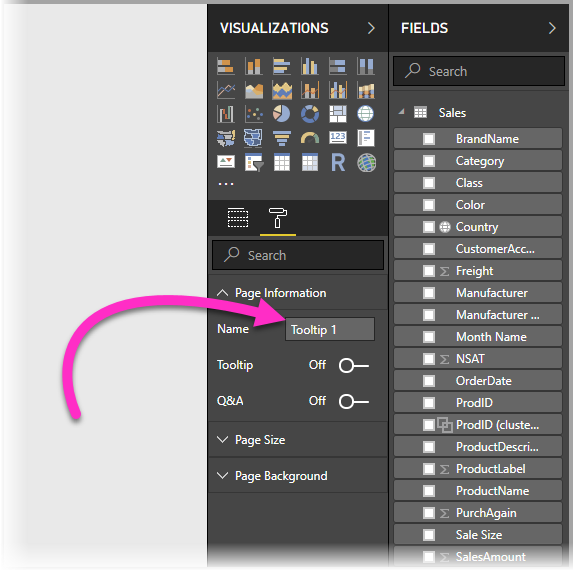 VISUALIZATIONS
FIELDS
Search
123
R
...
Search
Page Information
Name
Tooltip 1
Tooltip
Off
Q&A
Off
Page Size
Page Background
Search
Sales
BrandName
Category
Class
Color
Country
CustomerAcc...
Σ Freight
Manufacturer
Manufacturer ...
Month Name
Σ NSAT
OrderDate
ProdID
ProdID (cluste...
ProductDescri...
Σ ProductLabel
ProductName
Σ PurchAgain
Sale Size
Σ SalesAmount